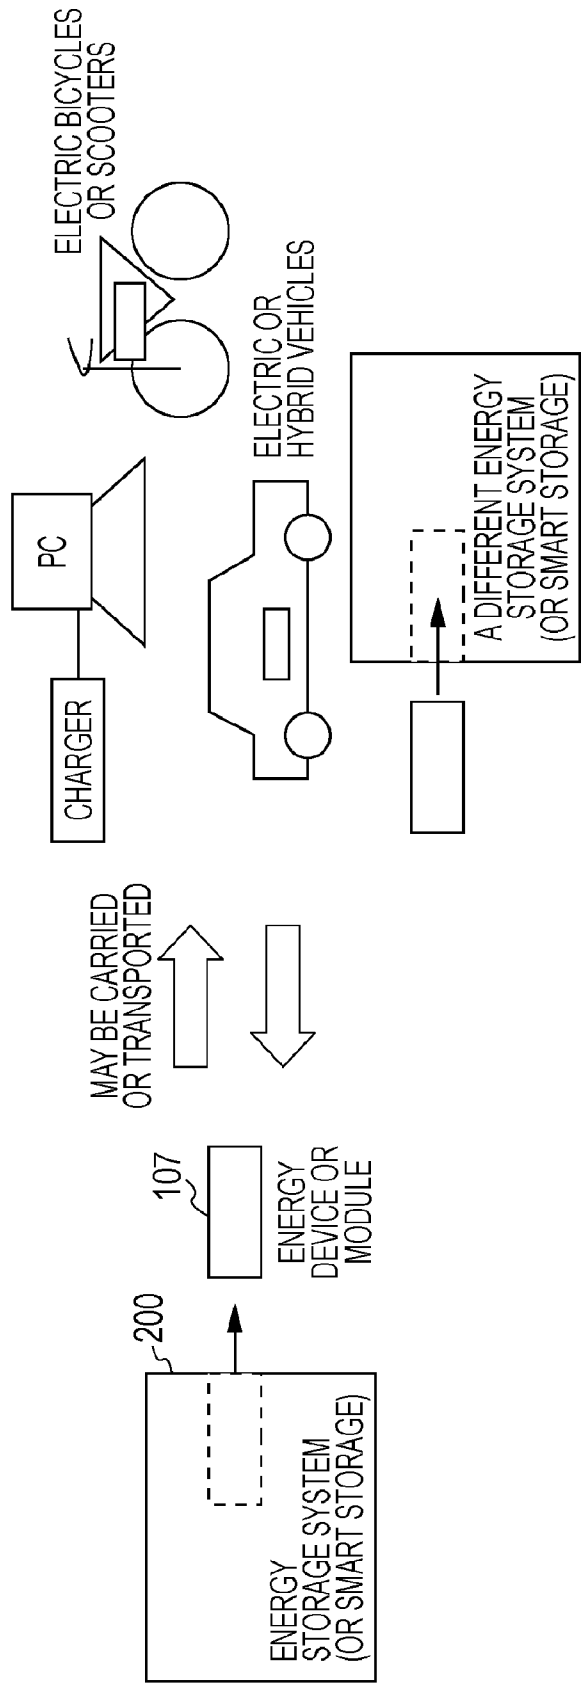 200
ENERGY
STORAGE SYSTEM
(OR SMART STORAGE)
107
ENERGY
DEVICE OR
MODULE
MAY BE CARRIED
OR TRANSPORTED
CHARGER
PC
ELECTRIC BICYCLES
OR SCOOTERS
ELECTRIC OR
HYBRID VEHICLES
A DIFFERENT ENERGY
STORAGE SYSTEM
(OR SMART STORAGE)